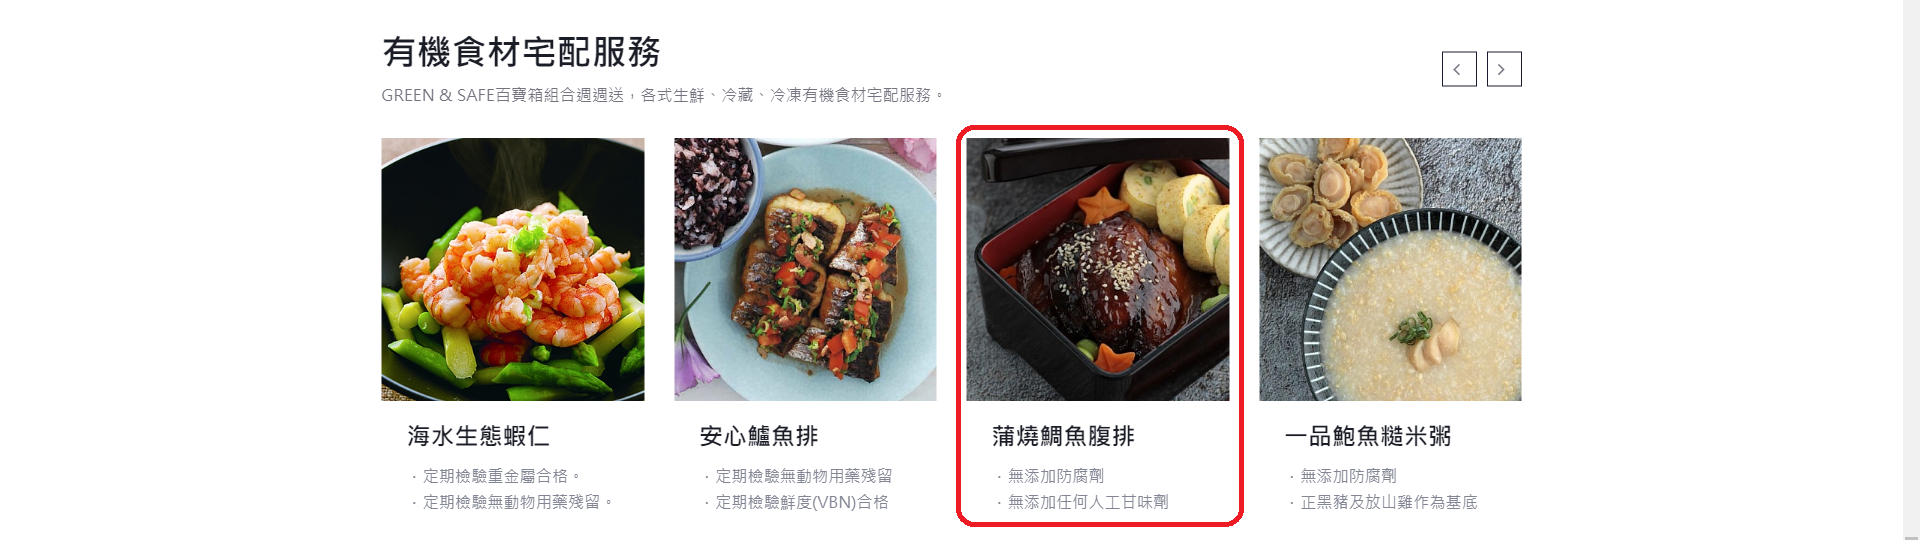 有機食材宅配服務
GREEN & SAFE百寶箱組合週週送，各式生鮮、冷藏、冷凍有機食材宅配服務。
海水生態蝦仁
· 定期檢驗重金屬合格。
· 定期檢驗無動物用藥殘留。
安心鱸魚排
· 定期檢驗無動物用藥殘留
· 定期檢驗鮮度(VBN)合格
蒲燒鯛魚腹排
· 無添加防腐劑
· 無添加任何人工甘味劑
一品鮑魚糙米粥
· 無添加防腐劑
· 正黑豬及放山雞作為基底